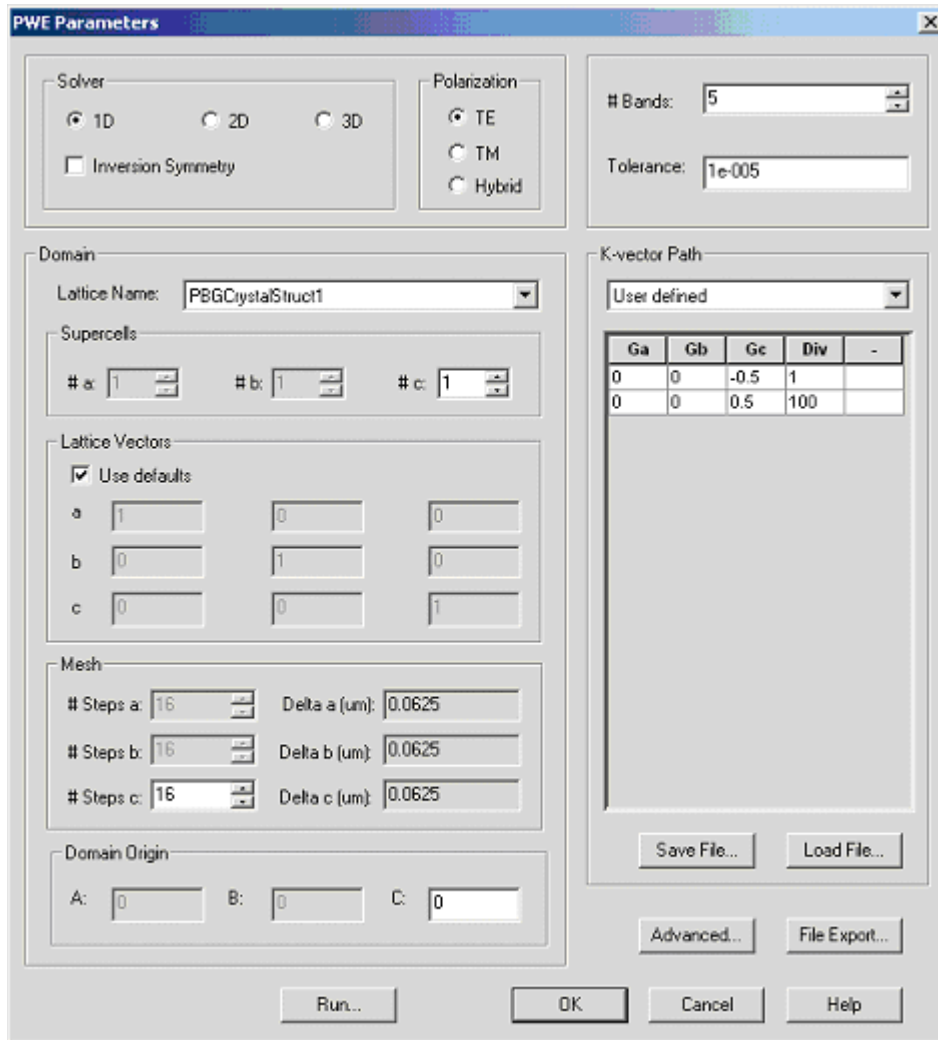 PWE Parameters
Solver
1D 2D 3D
Inversion Symmetry
Polarization
TE
TM
Hybrid
# Bands: 5
Tolerance: 1e-005
Domain
Lattice Name: PBGCrystalStruct1
Supercells
# a: 1 # b: 1 # c: 1
Lattice Vectors
Use defaults
a 1 0 0
b 0 1 0
c 0 0 1
Mesh
# Steps a: 16 Delta a (um): 0.0625
# Steps b: 16 Delta b (um): 0.0625
# Steps c: 16 Delta c (um): 0.0625
Domain Origin
A: 0 B: 0 C: 0
K-vector Path
User defined
Ga Gb Gc Div -
0 0 -0.5 1
0 0 0.5 100
Save File... Load File...
Advanced... File Export...
Run... OK Cancel Help